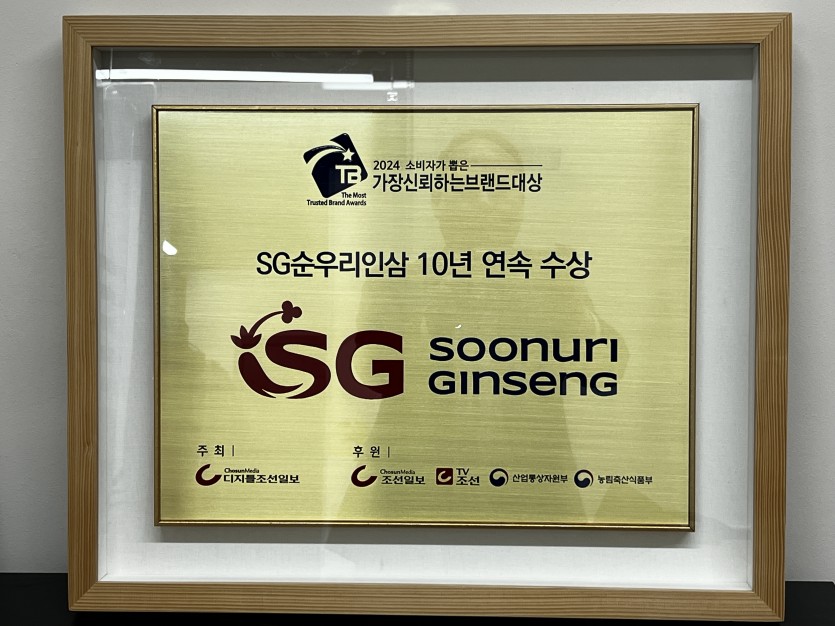 TB
The Most
Trusted Brand Awards
2024 소비자가 뽑은
가장신뢰하는브랜드대상
SG순우리인삼 10년 연속 수상
SG soonuri
GINSENG
주 최 |
ChosunMedia
디지틀조선일보
후 원 |
ChosunMedia
조선일보
TV
조선
산업통상자원부
농림축산식품부